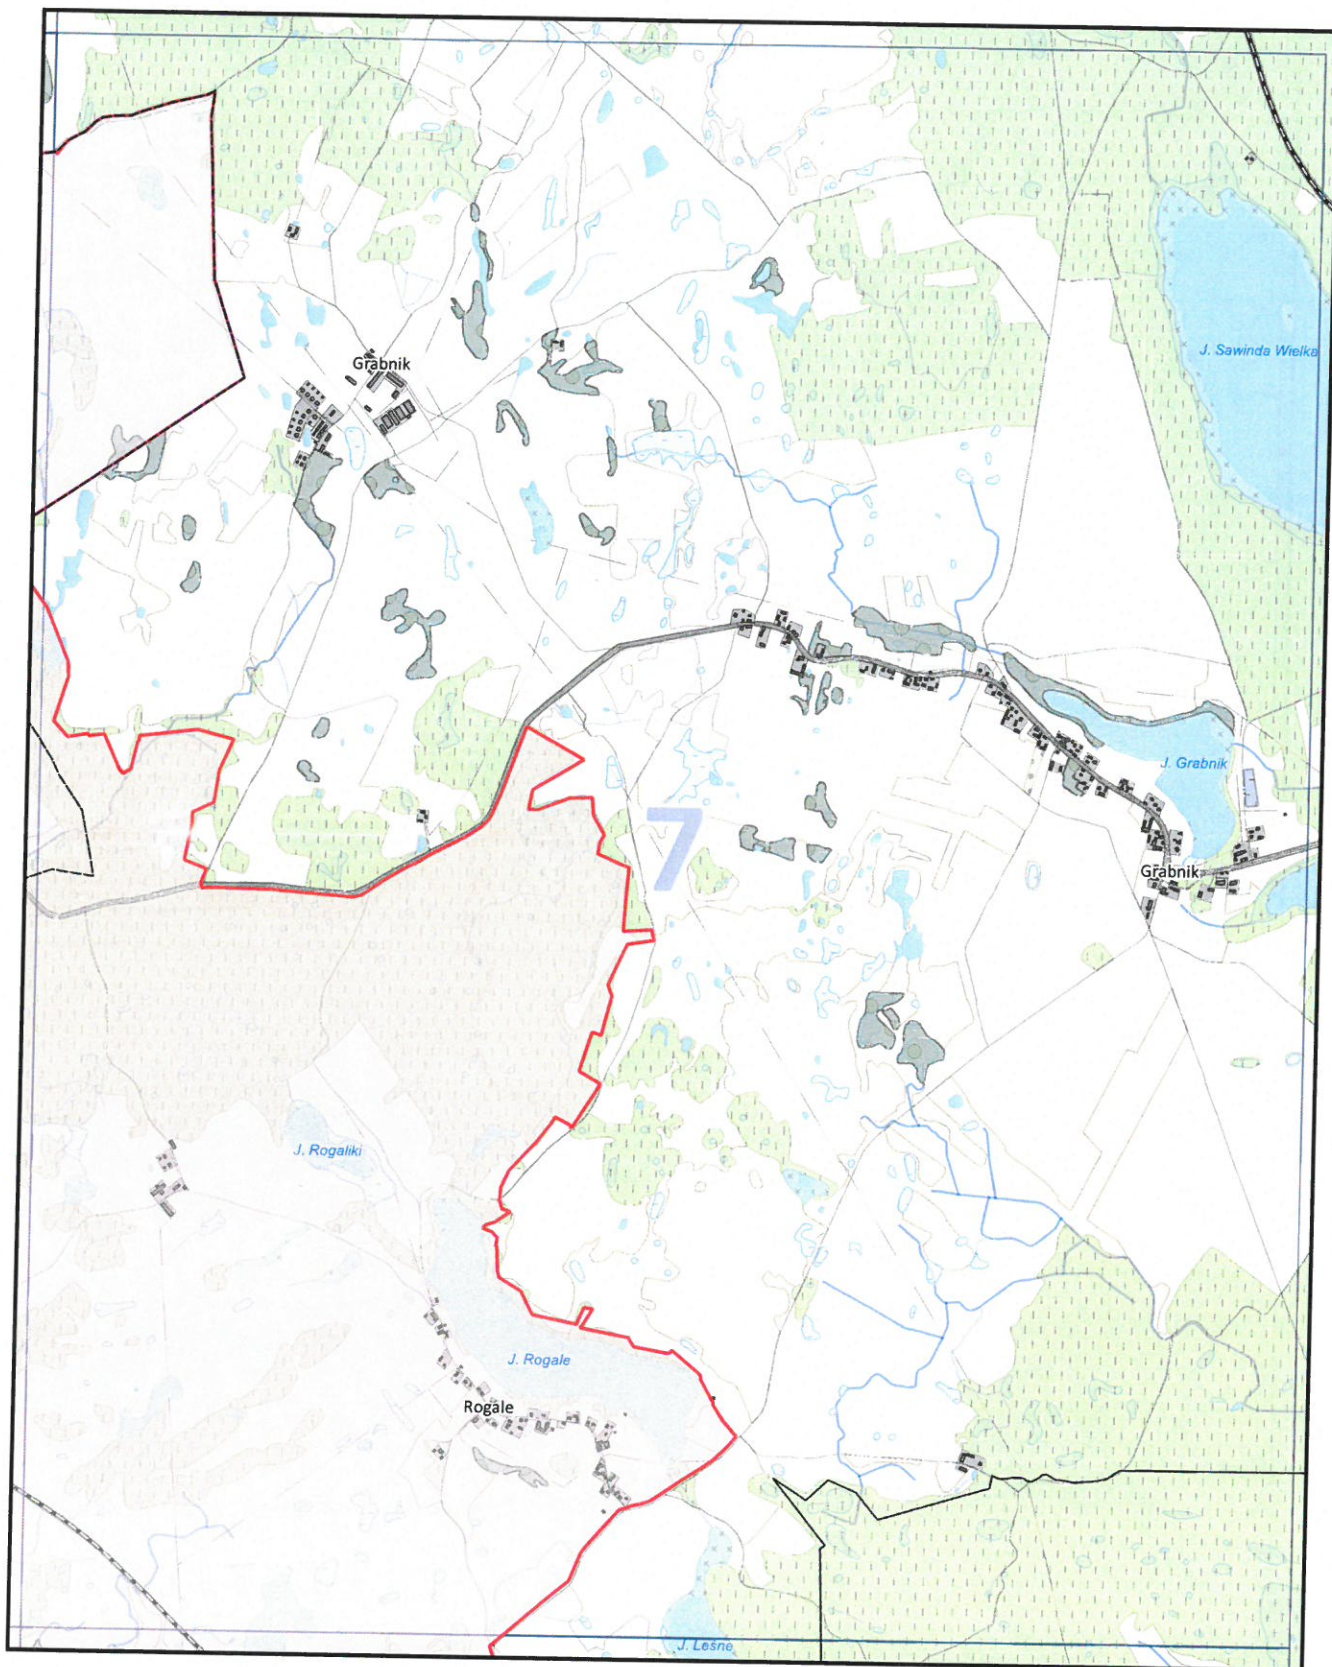 J. Sawinda Wielka
Grabnik
J. Grabnik
7
Grabnik
J. Rogaliki
J. Rogale
Rogale
J. Leśne